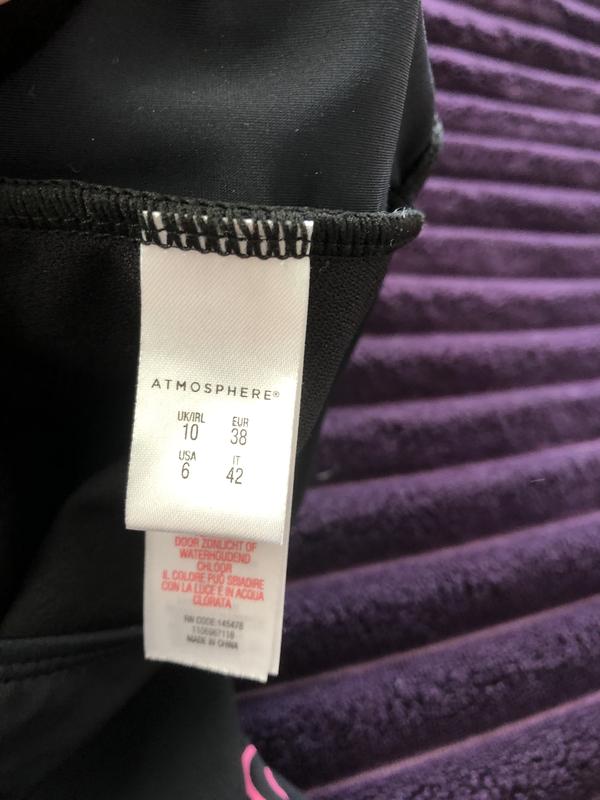 ATMOSPHERE®
UK/IRL EUR
10 38
USA IT
6 42
DOOR ZONLICHT OF
WATERHOUDEND
CHLOOR
IL COLORE PUÒ SBIADIRE
CON LA LUCE E IN ACQUA
CLORATA
RN CODE:145478
1106967118
MADE IN CHINA